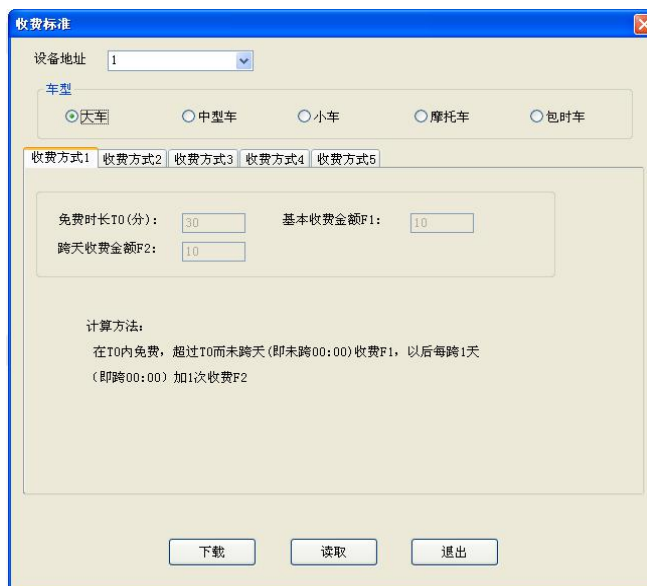 收费标准
设备地址 1
车型
大车 中型车 小车 摩托车 包时车
收费方式1 收费方式2 收费方式3 收费方式4 收费方式5
免费时长T0(分): 30 基本收费金额F1: 10
跨天收费金额F2: 10
计算方法:
在T0内免费，超过T0而未跨天(即未跨00:00)收费F1，以后每跨1天
（即跨00:00）加1次收费F2
下载 读取 退出